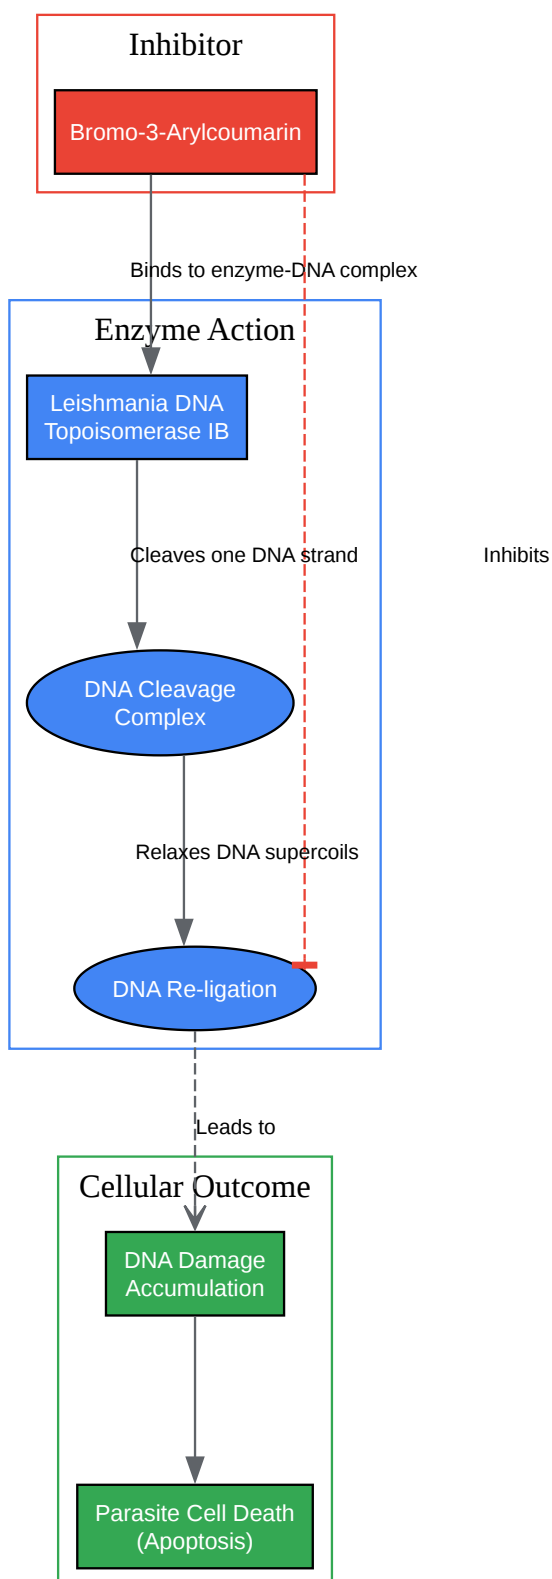 Inhibitor
Bromo-3-Arylcoumarin
Binds to enzyme-DNA complex
Enzyme Action
Leishmania DNA
Topoisomerase IB
Cleaves one DNA strand
Inhibits
DNA Cleavage
Complex
Relaxes DNA supercoils
DNA Re-ligation
Leads to
Cellular Outcome
DNA Damage
Accumulation
Parasite Cell Death
(Apoptosis)